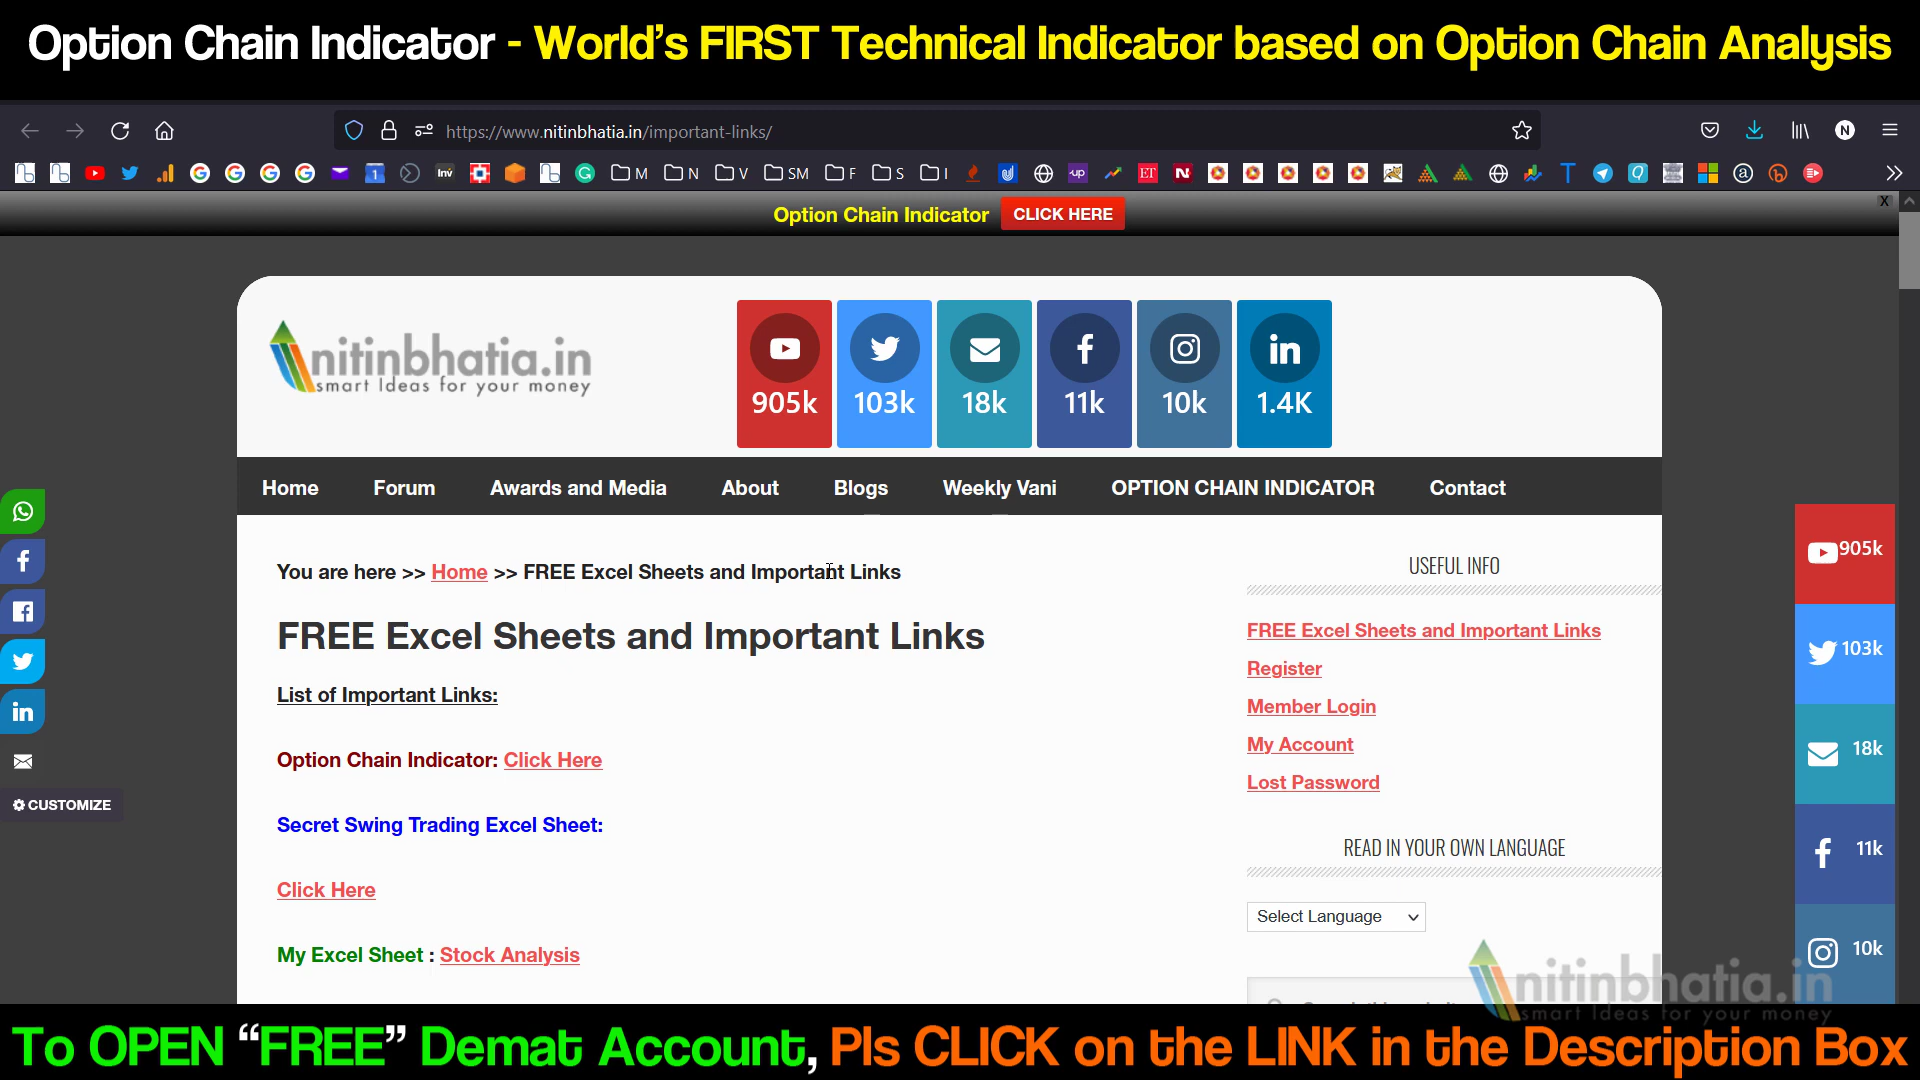 Option Chain Indicator - World's FIRST Technical Indicator based on Option Chain Analysis
https://www.nitinbhatia.in/important-links/
M N V SM F S I
Option Chain Indicator CLICK HERE X
nitinbhatia.in
smart Ideas for your money
905k 103k 18k 11k 10k 1.4K
Home Forum Awards and Media About Blogs Weekly Vani OPTION CHAIN INDICATOR Contact
You are here >> Home >> FREE Excel Sheets and Important Links
FREE Excel Sheets and Important Links
List of Important Links:
Option Chain Indicator: Click Here
Secret Swing Trading Excel Sheet:
Click Here
My Excel Sheet : Stock Analysis
CUSTOMIZE
USEFUL INFO
FREE Excel Sheets and Important Links
Register
Member Login
My Account
Lost Password
READ IN YOUR OWN LANGUAGE
Select Language
905k
103k
18k
11k
10k
nitinbhatia.in
smart Ideas for your money
To OPEN “FREE” Demat Account, Pls CLICK on the LINK in the Description Box